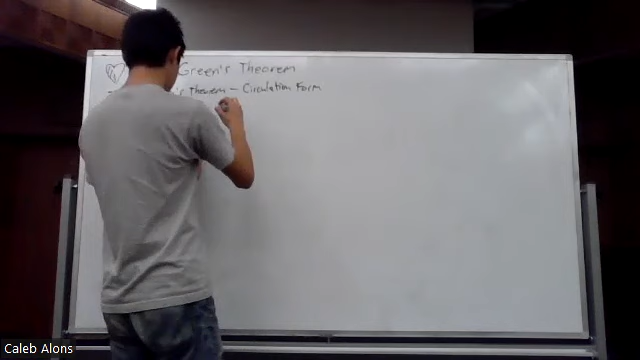 Green's Theorem
's Theorem - Circulation Form
Caleb Alons